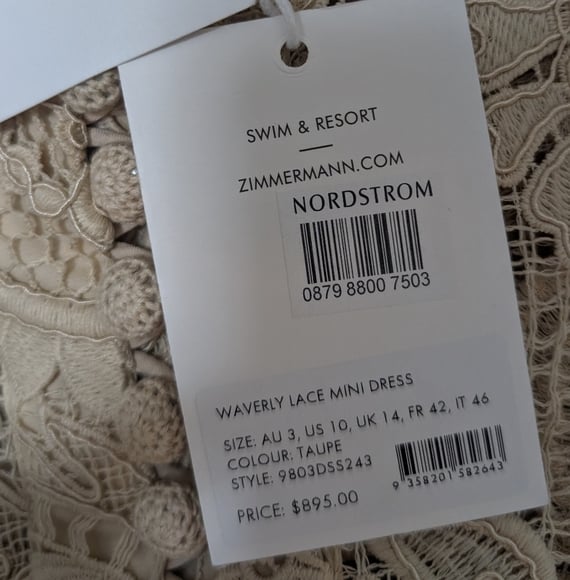 SWIM & RESORT
ZIMMERMANN.COM
NORDSTROM
0879 8800 7503
WAVERLY LACE MINI DRESS
SIZE: AU 3, US 10, UK 14, FR 42, IT 46
COLOUR: TAUPE
STYLE: 9803DSS243
9 358201 582643
PRICE: $895.00